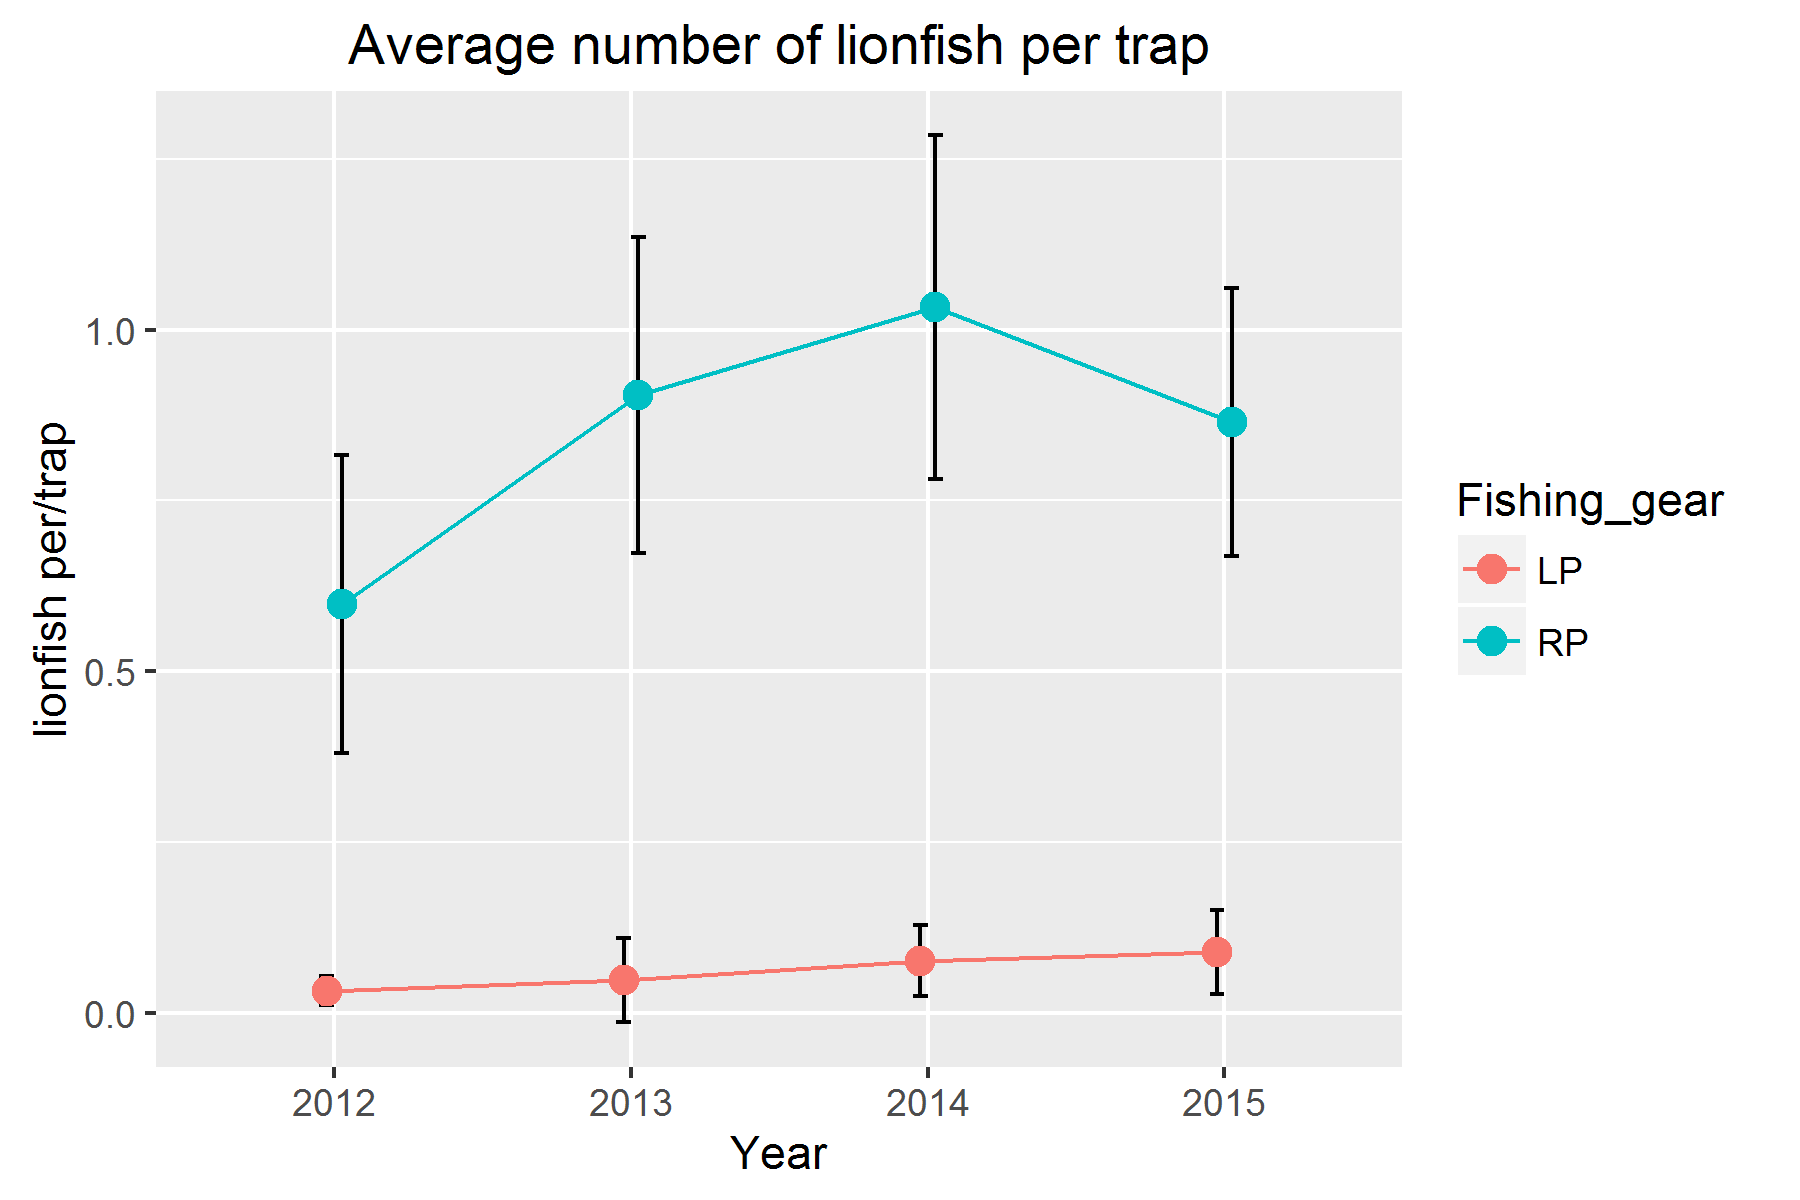 Average number of lionfish per trap
lionfish per/trap
1.0
0.5
0.0
2012 2013 2014 2015
Year
Fishing_gear
LP
RP